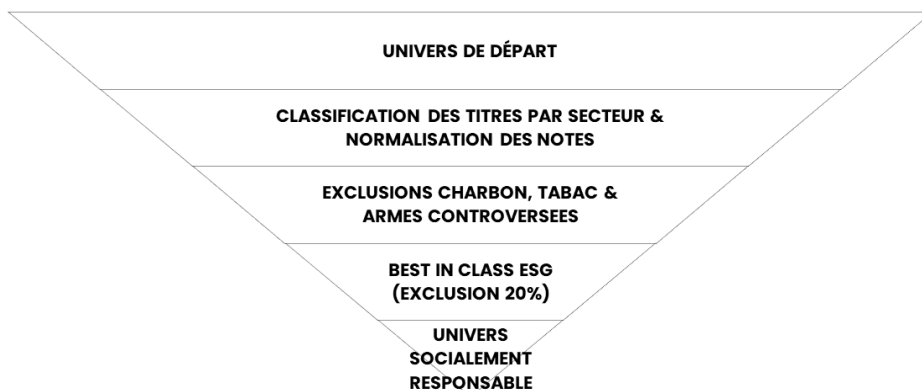 UNIVERS DE DÉPART
CLASSIFICATION DES TITRES PAR SECTEUR &
NORMALISATION DES NOTES
EXCLUSIONS CHARBON, TABAC &
ARMES CONTROVERSEES
BEST IN CLASS ESG
(EXCLUSION 20%)
UNIVERS
SOCIALEMENT
RESPONSABLE